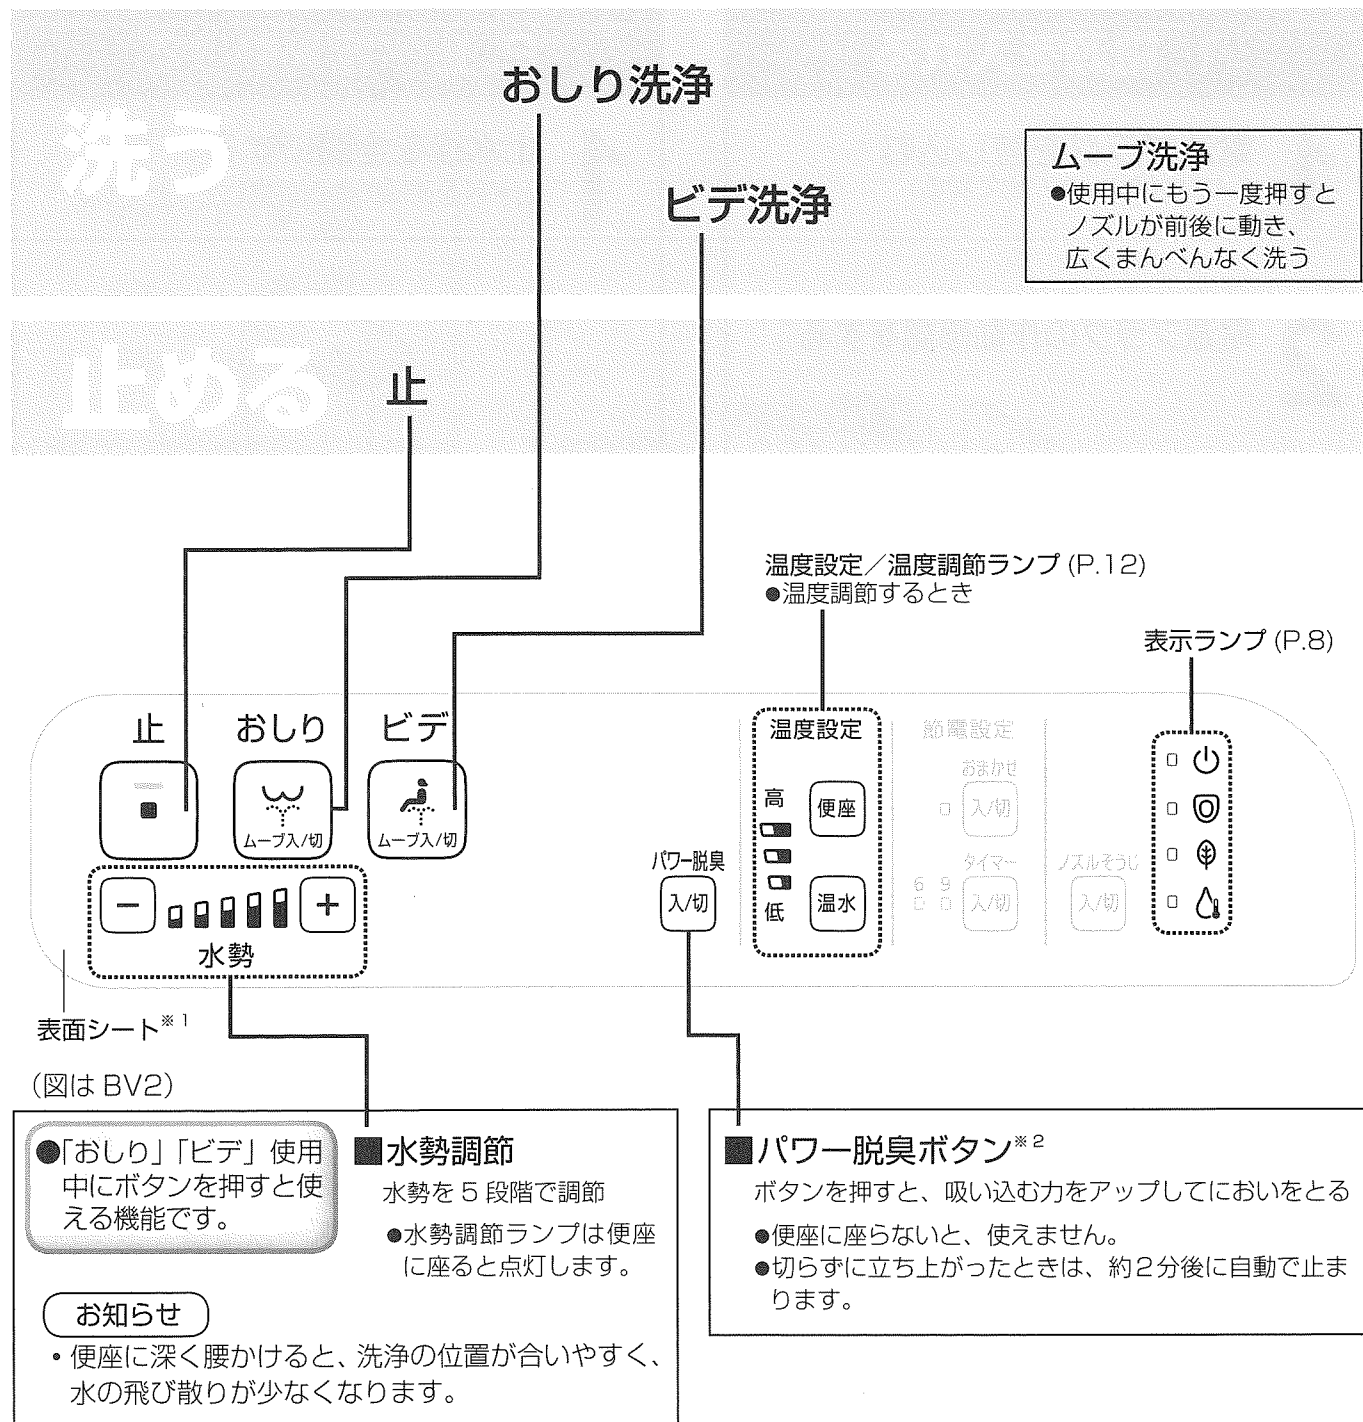 おしり洗浄
洗う
ビデ洗浄
ムーブ洗浄
●使用中にもう一度押すと
ノズルが前後に動き、
広くまんべんなく洗う
止める
止
温度設定／温度調節ランプ (P.12)
●温度調節するとき
表示ランプ (P.8)
止 おしり ビデ
ムーブ入/切 ムーブ入/切
− +
水勢
パワー脱臭
入/切
温度設定
高
便座
低
温水
節電設定
おまかせ
入/切
タイマー
6 9
入/切
ノズルそうじ
入/切
表面シート※1
（図は BV2）
●「おしり」「ビデ」使用
中にボタンを押すと使
える機能です。
■水勢調節
水勢を 5 段階で調節
●水勢調節ランプは便座
に座ると点灯します。
お知らせ
・便座に深く腰かけると、洗浄の位置が合いやすく、
水の飛び散りが少なくなります。
■パワー脱臭ボタン※2
ボタンを押すと、吸い込む力をアップしてにおいをとる
●便座に座らないと、使えません。
●切らずに立ち上がったときは、約2分後に自動で止ま
ります。